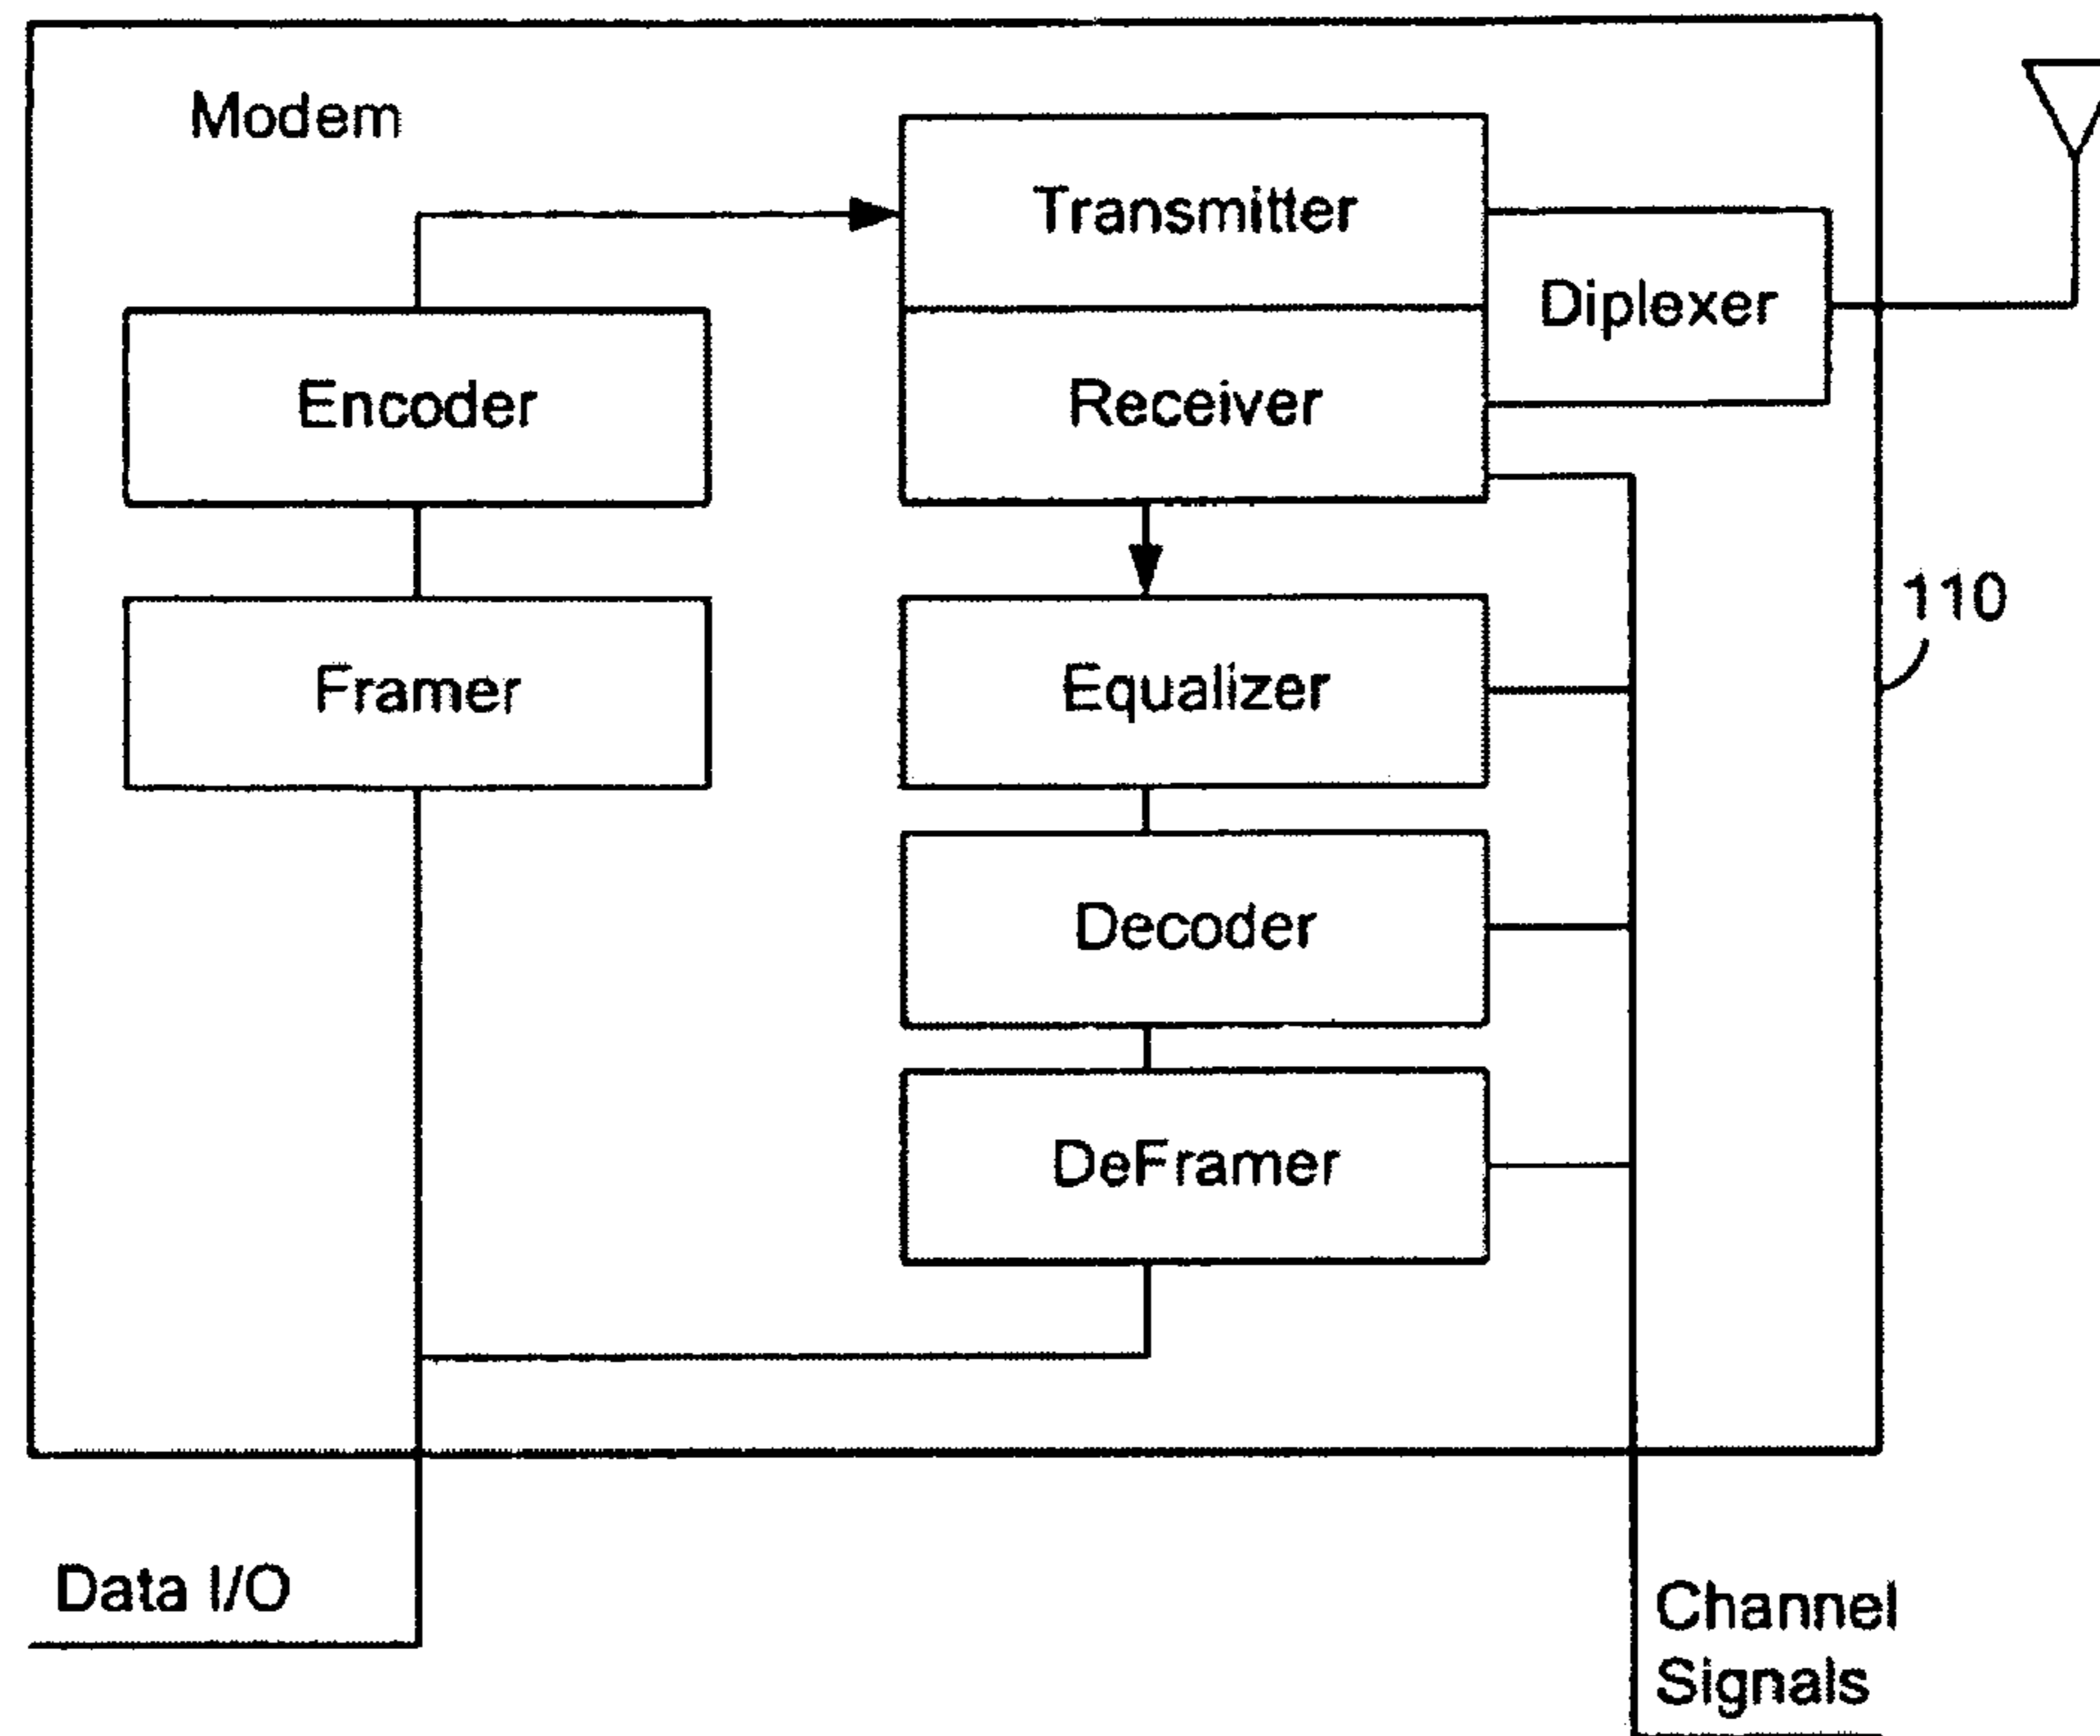 Modem
Transmitter
Diplexer
Encoder
Receiver
110
Framer
Equalizer
Decoder
DeFramer
Data I/O
Channel
Signals